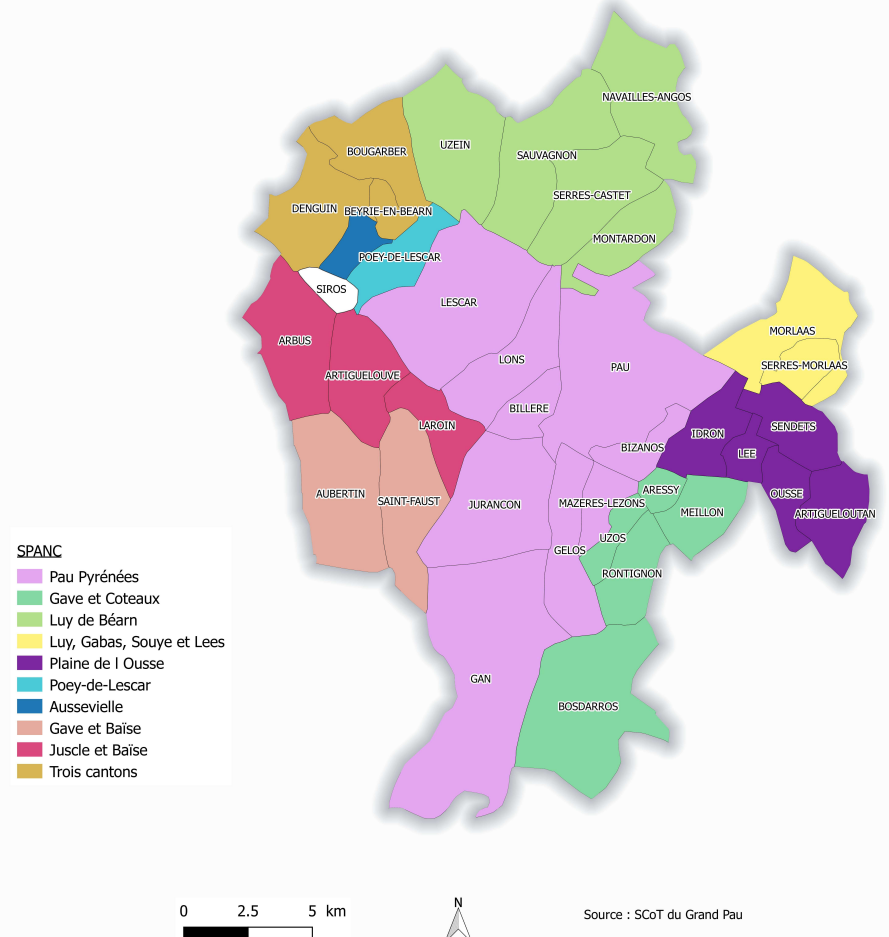 NAVAILLES-ANGOS
UZEIN
BOUGARBER
SAUVAGNON
SERRES-CASTET
DENGUIN
BEYRIE-EN-BEARN
MONTARDON
POEY-DE-LESCAR
SIROS
LESCAR
MORLAAS
ARBUS
LONS
PAU
SERRES-MORLAAS
ARTIGUELOUVE
BILLERE
LAROIN
SENDETS
IDRON
BIZANOS
LEE
AUBERTIN
SAINT-FAUST
JURANCON
MAZERES-LEZONS
ARESSY
OUSSE
MEILLON
ARTIGUELOUTAN
UZOS
GELOS
RONTIGNON
GAN
BOSDARROS
SPANC
Pau Pyrénées
Gave et Coteaux
Luy de Béarn
Luy, Gabas, Souye et Lees
Plaine de l Ousse
Poey-de-Lescar
Aussevielle
Gave et Baïse
Juscle et Baïse
Trois cantons
0 2.5 5 km
N
Source : SCoT du Grand Pau